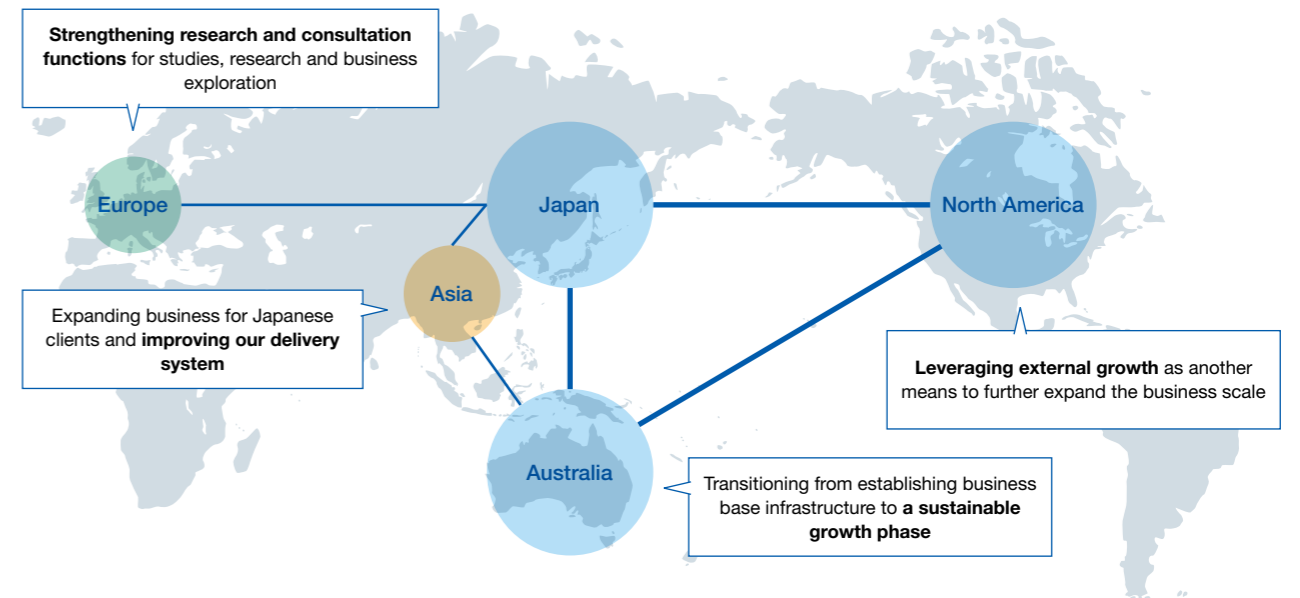 Strengthening research and consultation
functions for studies, research and business
exploration
Europe
Japan
North America
Asia
Expanding business for Japanese
clients and improving our delivery
system
Leveraging external growth as another
means to further expand the business scale
Australia
Transitioning from establishing business
base infrastructure to a sustainable
growth phase